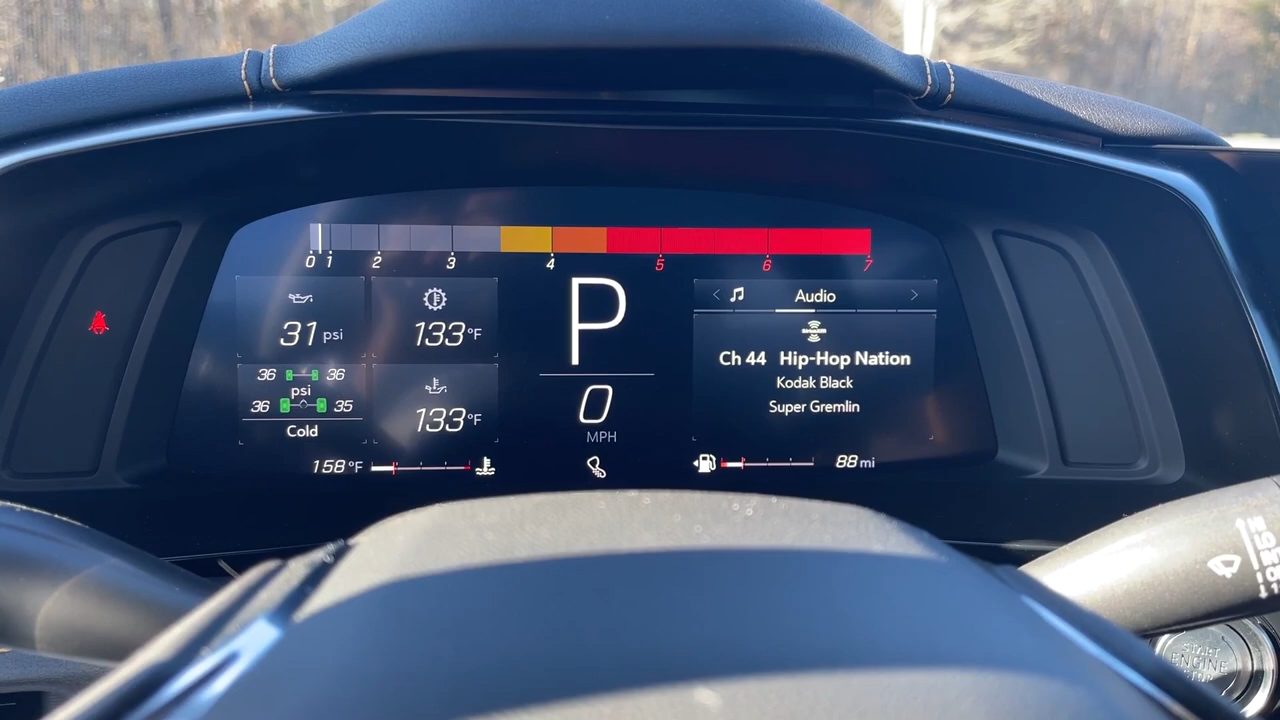 0 1 2 3 4 5 6 7
31 psi
133°F
36 36
psi
36 35
Cold
133°F
158°F
P
0
MPH
Audio
SiriusXM
Ch 44 Hip-Hop Nation
Kodak Black
Super Gremlin
88 mi
START
ENGINE
STOP